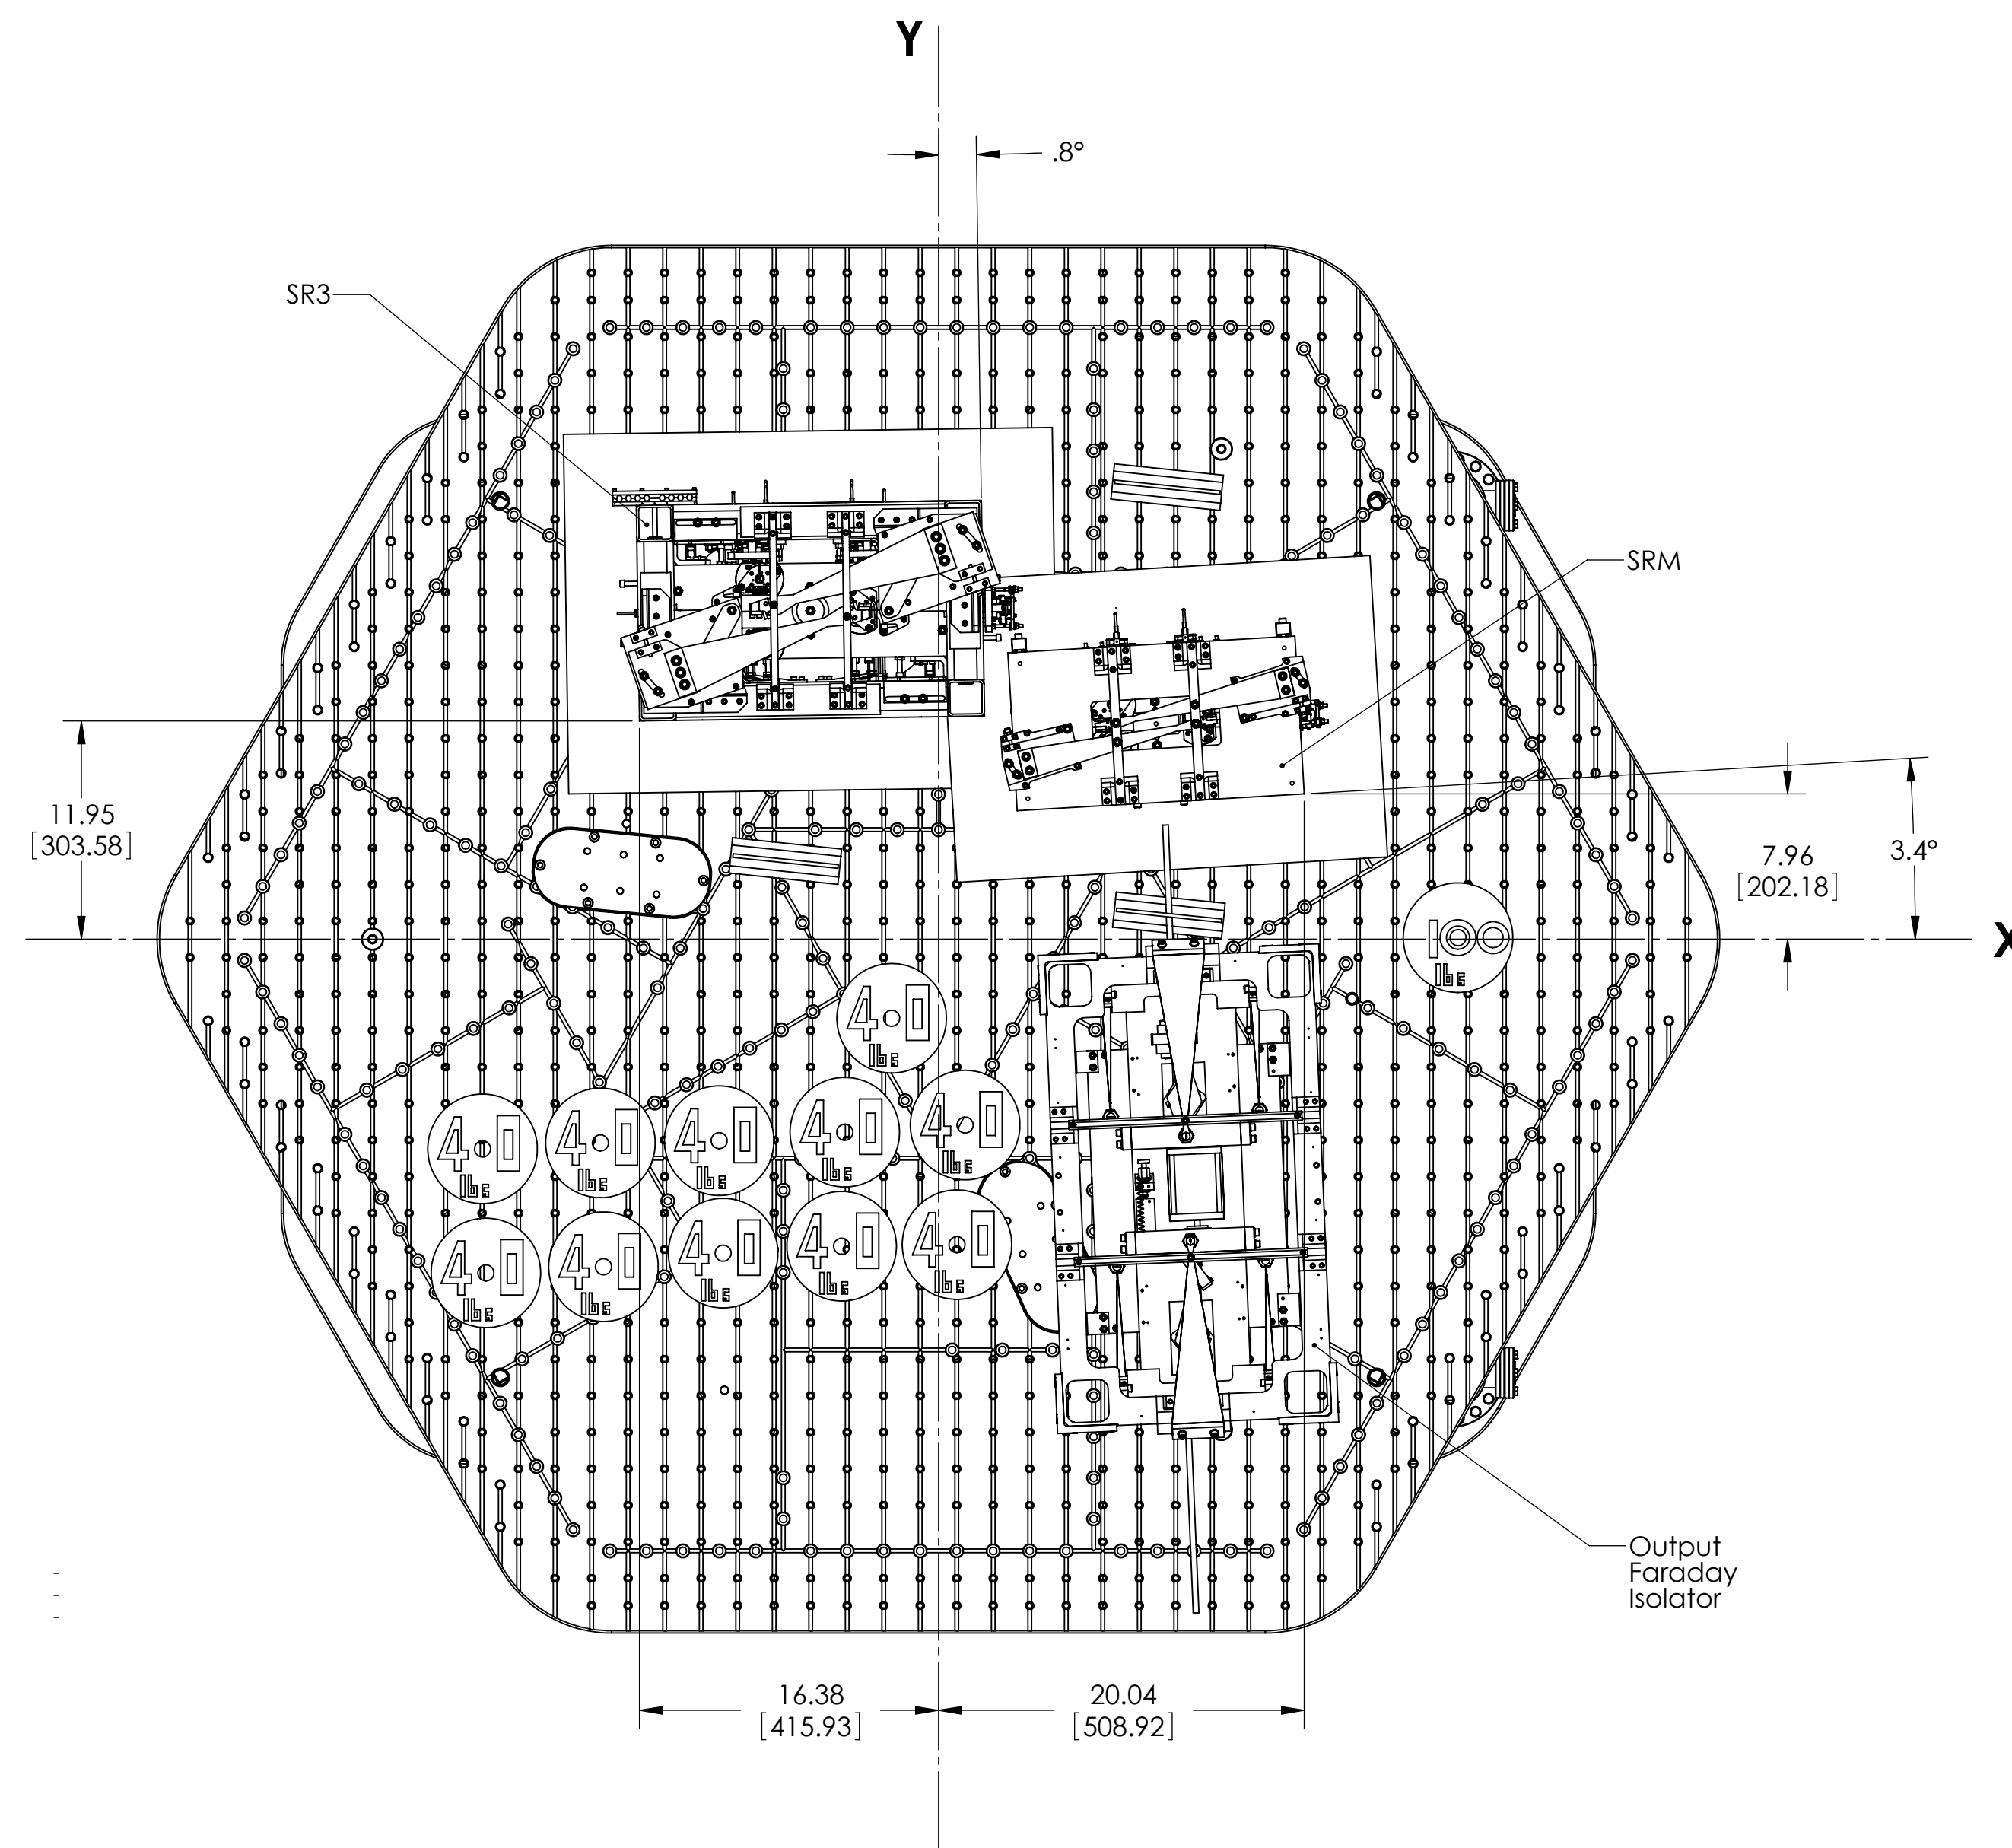 Y
.8°
SR3
SRM
11.95
[303.58]
7.96
[202.18]
3.4°
X
10
lbs
40
lbs
40
lbs
40
lbs
40
lbs
40
lbs
40
lbs
40
lbs
40
lbs
40
lbs
40
lbs
40
lbs
Output
Faraday
Isolator
-
-
-
16.38
[415.93]
20.04
[508.92]